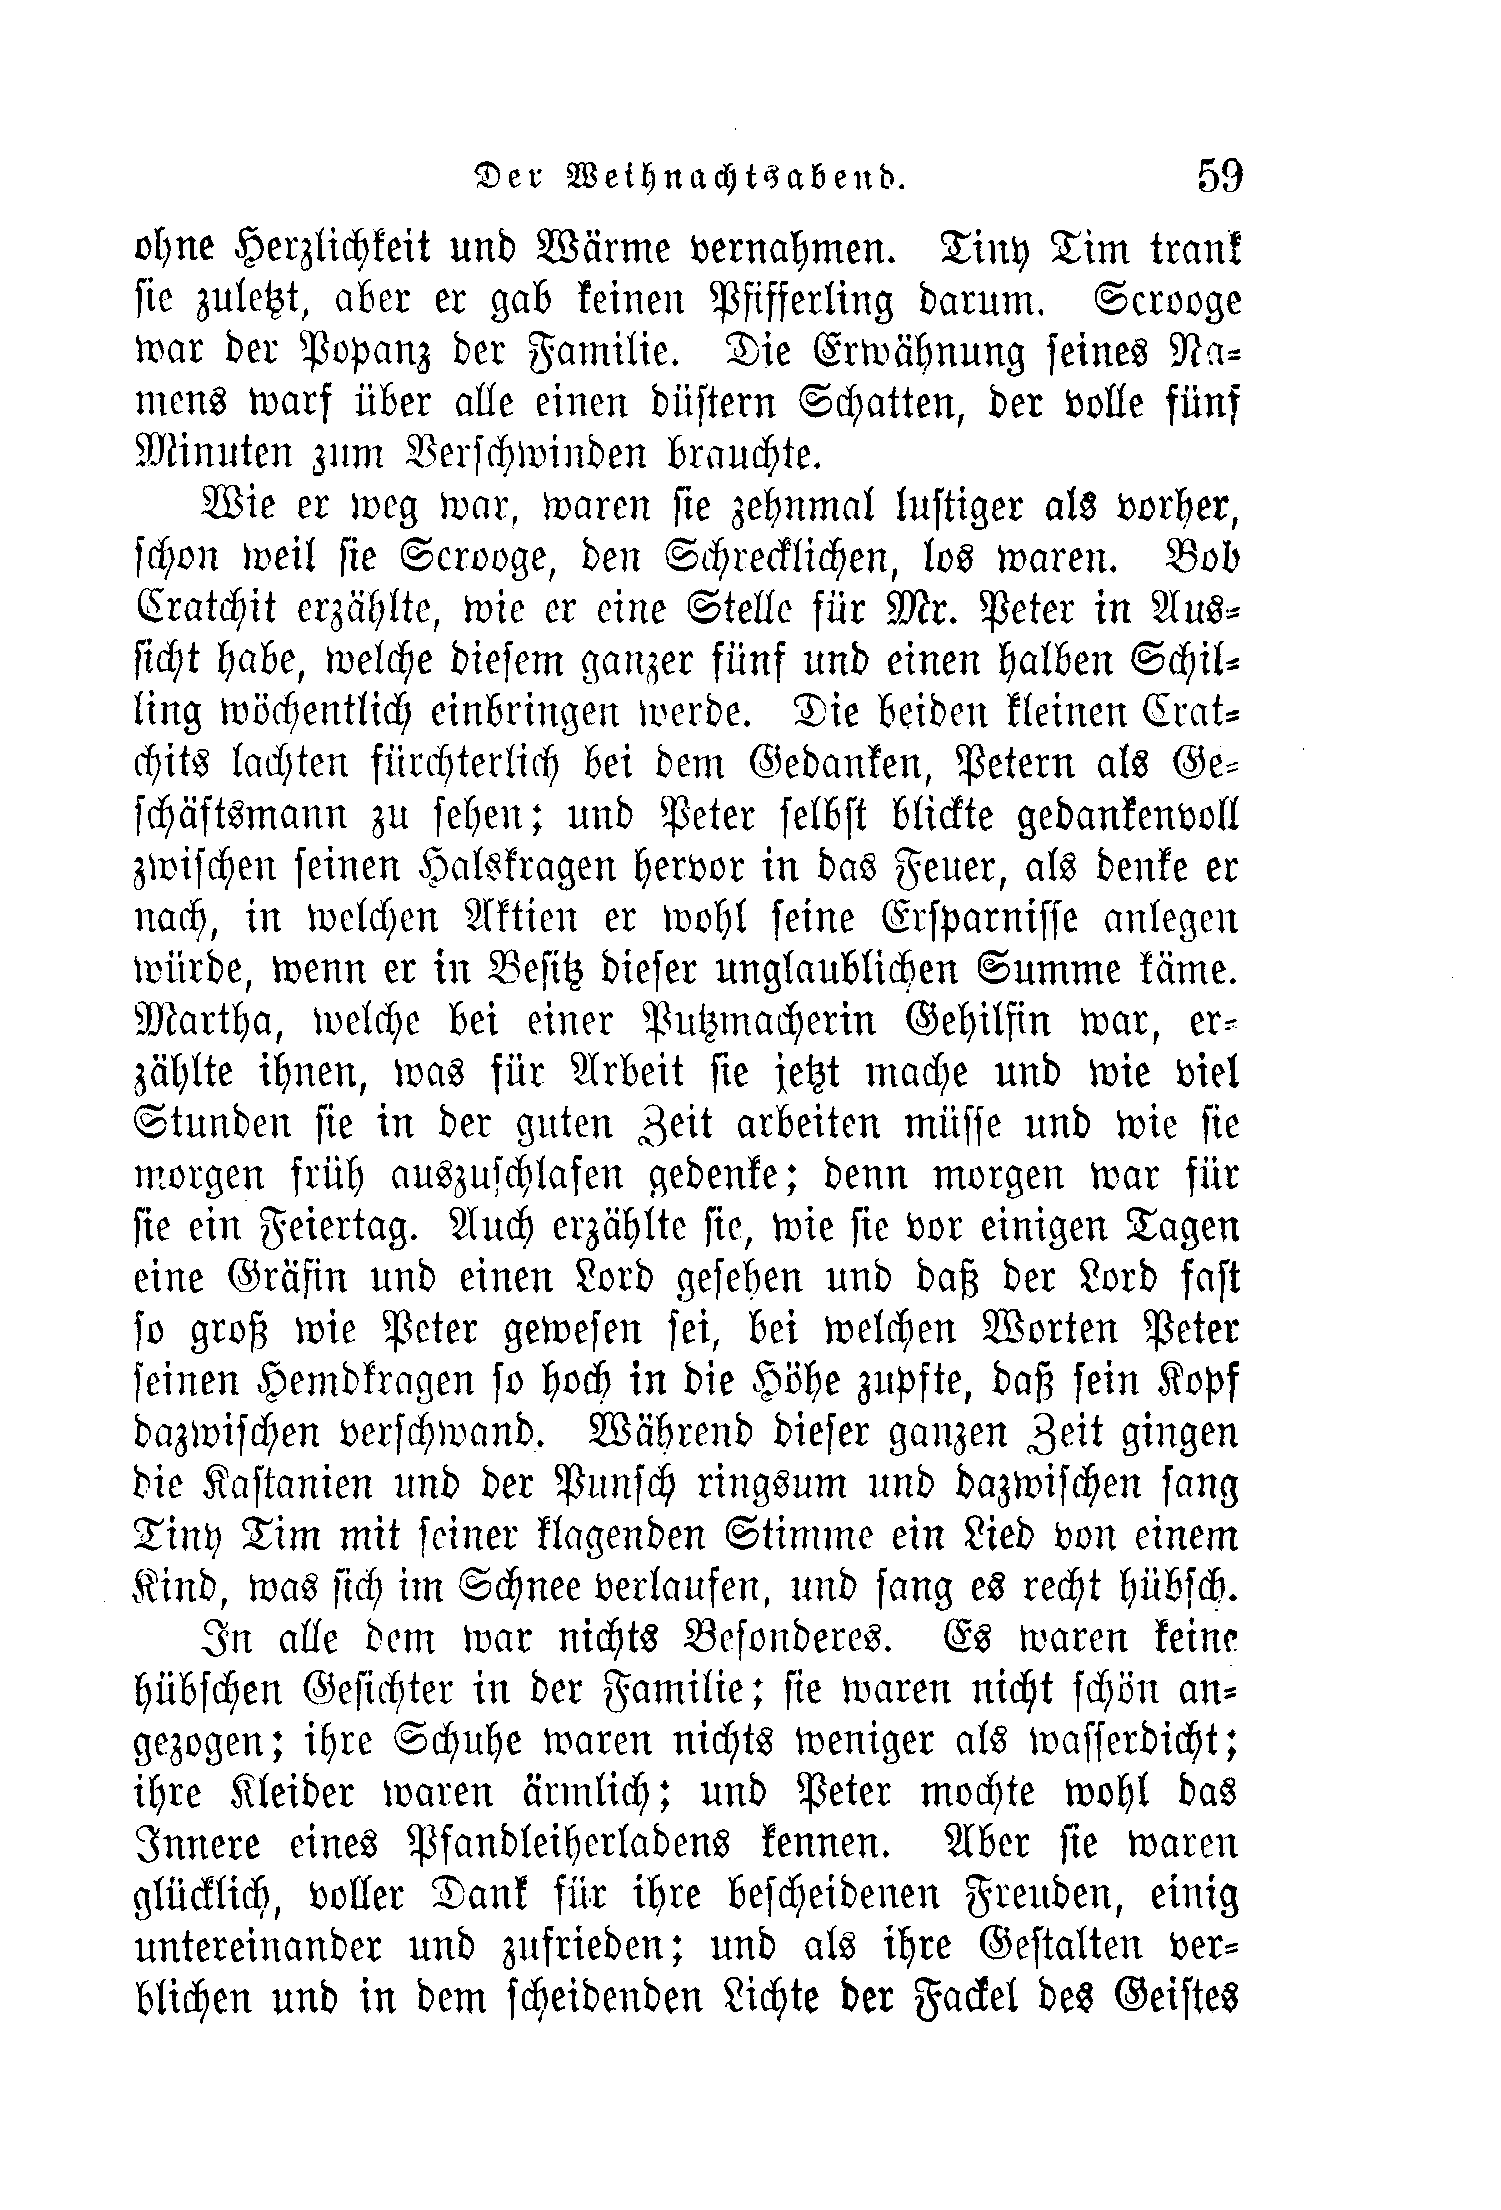 Der Weihnachtsabend. 59
ohne Herzlichkeit und Wärme vernahmen. Tiny Tim trank
sie zuletzt, aber er gab keinen Pfifferling darum. Scrooge
war der Popanz der Familie. Die Erwähnung seines Na-
mens warf über alle einen düstern Schatten, der volle fünf
Minuten zum Verschwinden brauchte.
Wie er weg war, waren sie zehnmal lustiger als vorher,
schon weil sie Scrooge, den Schrecklichen, los waren. Bob
Cratchit erzählte, wie er eine Stelle für Mr. Peter in Aus-
sicht habe, welche diesem ganzer fünf und einen halben Schil-
ling wöchentlich einbringen werde. Die beiden kleinen Crat-
chits lachten fürchterlich bei dem Gedanken, Petern als Ge-
schäftsmann zu sehen; und Peter selbst blickte gedankenvoll
zwischen seinen Halskragen hervor in das Feuer, als denke er
nach, in welchen Aktien er wohl seine Ersparnisse anlegen
würde, wenn er in Besitz dieser unglaublichen Summe käme.
Martha, welche bei einer Putzmacherin Gehilfin war, er-
zählte ihnen, was für Arbeit sie jetzt mache und wie viel
Stunden sie in der guten Zeit arbeiten müsse und wie sie
morgen früh auszuschlafen gedenke; denn morgen war für
sie ein Feiertag. Auch erzählte sie, wie sie vor einigen Tagen
eine Gräfin und einen Lord gesehen und daß der Lord fast
so groß wie Peter gewesen sei, bei welchen Worten Peter
seinen Hemdkragen so hoch in die Höhe zupfte, daß sein Kopf
dazwischen verschwand. Während dieser ganzen Zeit gingen
die Kastanien und der Punsch ringsum und dazwischen sang
Tiny Tim mit seiner klagenden Stimme ein Lied von einem
Kind, was sich im Schnee verlaufen, und sang es recht hübsch.
In alle dem war nichts Besonderes. Es waren keine
hübschen Gesichter in der Familie; sie waren nicht schön an-
gezogen; ihre Schuhe waren nichts weniger als wasserdicht;
ihre Kleider waren ärmlich; und Peter mochte wohl das
Innere eines Pfandleiherladens kennen. Aber sie waren
glücklich, voller Dank für ihre bescheidenen Freuden, einig
untereinander und zufrieden; und als ihre Gestalten ver-
blichen und in dem scheidenden Lichte der Fackel des Geistes